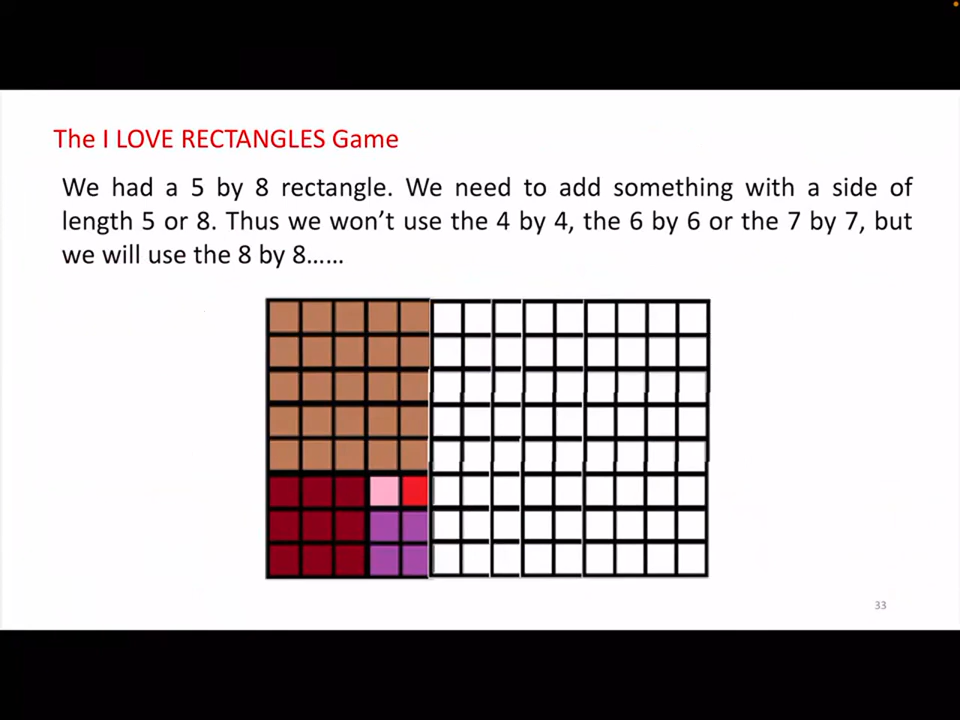 The I LOVE RECTANGLES Game
We had a 5 by 8 rectangle. We need to add something with a side of
length 5 or 8. Thus we won’t use the 4 by 4, the 6 by 6 or the 7 by 7, but
we will use the 8 by 8……
33